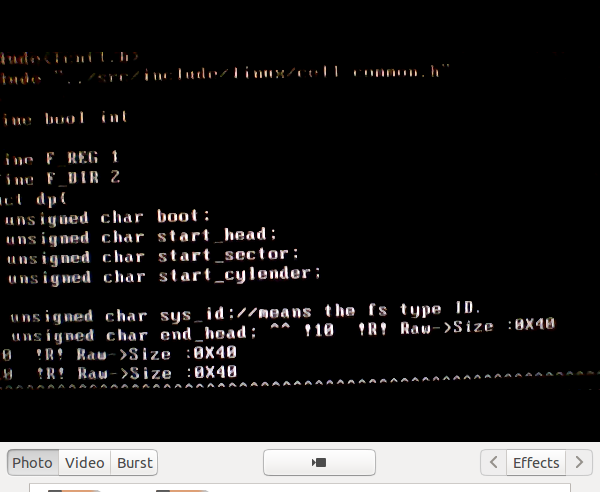 lude<fcntl.h>
lude "../src/include/linux/cell_common.h"
ine bool int
ine F_REG 1
ine F_DIR 2
uct dp{
unsigned char boot;
unsigned char start_head;
unsigned char start_sector;
unsigned char start_cylender;
unsigned char sys_id;//means the fs type ID.
unsigned char end_head; ^^ !10 !R! Raw->Size :0X40
0 !R! Raw->Size :0X40
0 !R! Raw->Size :0X40
^^^^^^^^^^^^^^^^^^^^^^^^^^^^^^^^^^^^^^^^^^^^^^^^^^^^^^^^^^^^^^
Photo Video Burst Effects